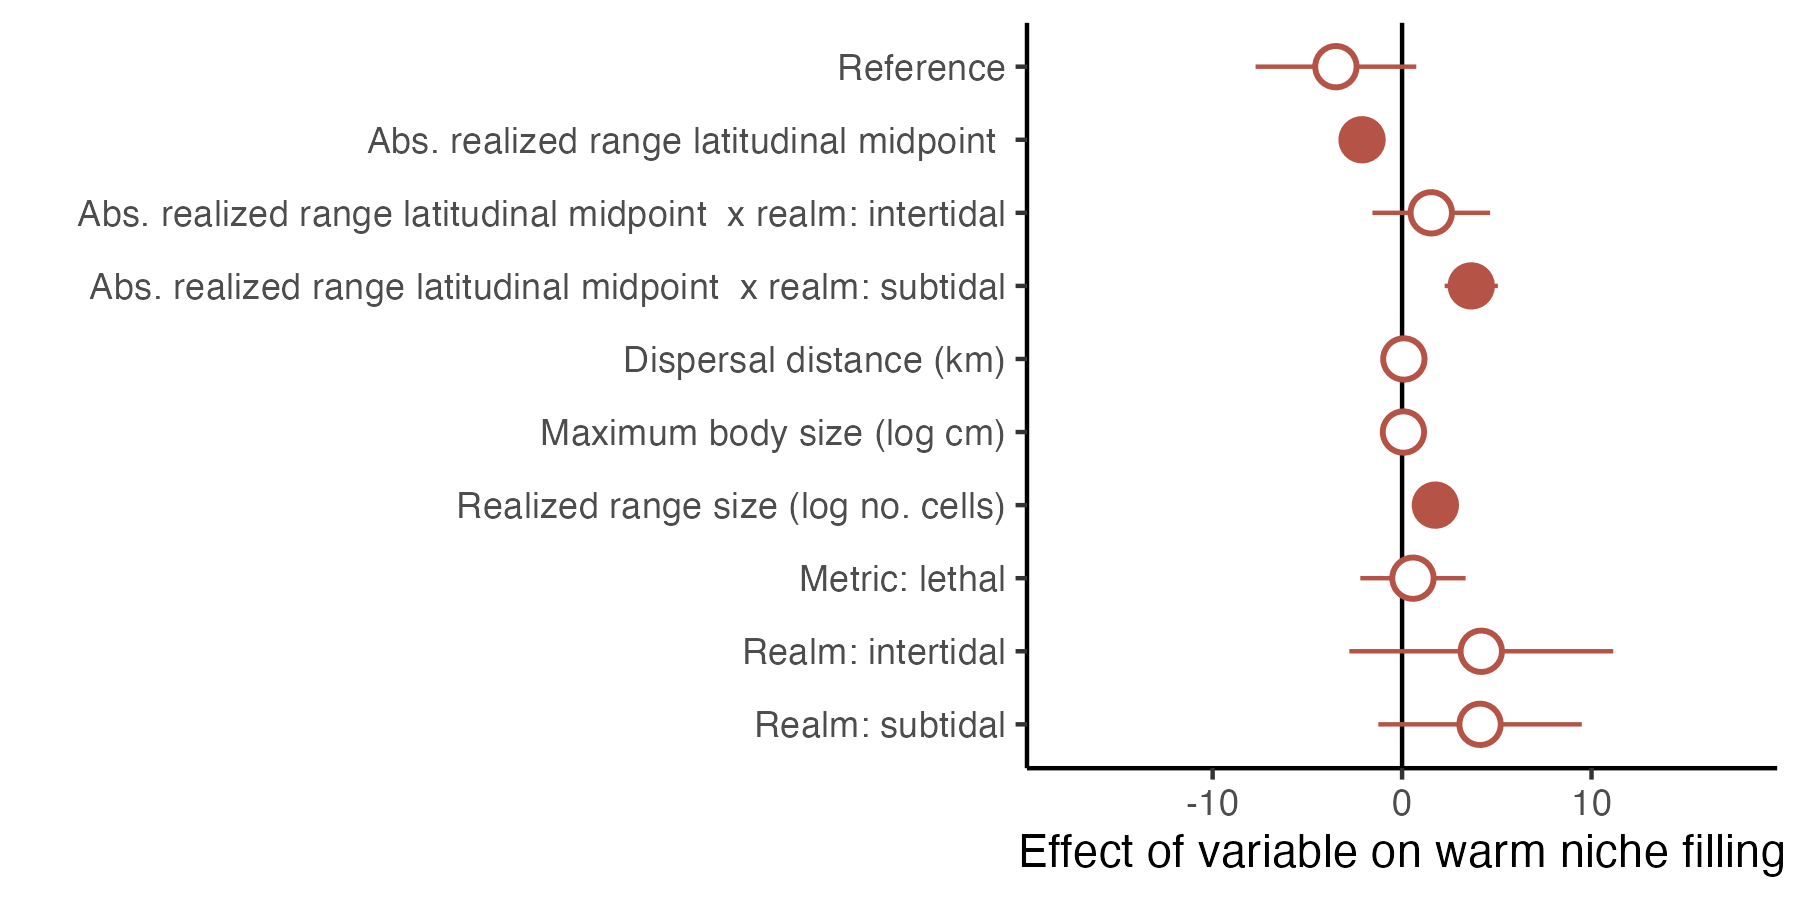 Reference
Abs. realized range latitudinal midpoint
Abs. realized range latitudinal midpoint  x realm: intertidal
Abs. realized range latitudinal midpoint  x realm: subtidal
Dispersal distance (km)
Maximum body size (log cm)
Realized range size (log no. cells)
Metric: lethal
Realm: intertidal
Realm: subtidal
-10 0 10
Effect of variable on warm niche filling